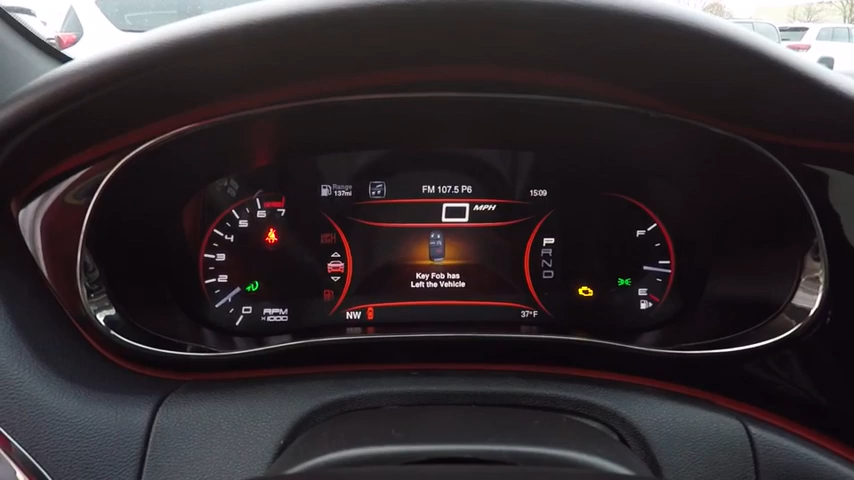 Range
137mi
FM 107.5 P6
15:09
0 MPH
7
6
5
4
3
2
0
RPM
X1000
P
R
N
D
F
E
Key Fob has
Left the Vehicle
NW
37°F